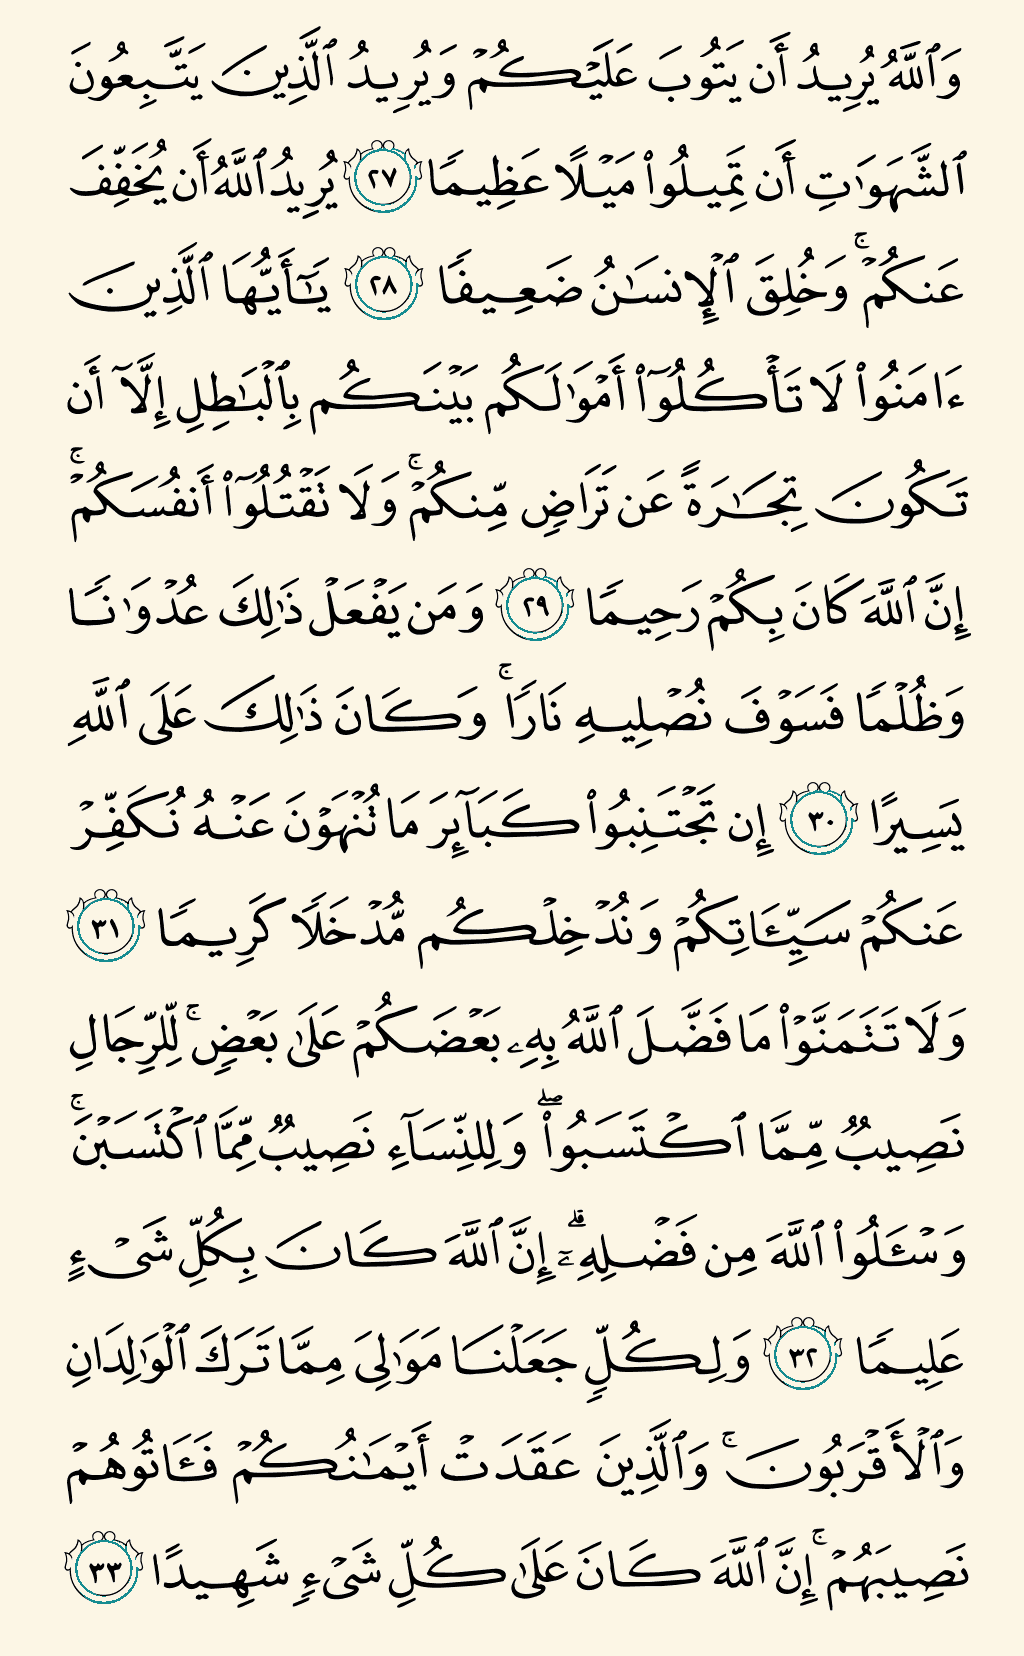 وَٱللَّهُ يُرِيدُ أَن يَتُوبَ عَلَيۡكُمۡ وَيُرِيدُ ٱلَّذِينَ يَتَّبِعُونَ
ٱلشَّهَوَٰتِ أَن تَمِيلُواْ مَيۡلًا عَظِيمٗا ٢٧ يُرِيدُ ٱللَّهُ أَن يُخَفِّفَ
عَنكُمۡۚ وَخُلِقَ ٱلۡإِنسَٰنُ ضَعِيفٗا ٢٨ يَٰٓأَيُّهَا ٱلَّذِينَ
ءَامَنُواْ لَا تَأۡكُلُوٓاْ أَمۡوَٰلَكُم بَيۡنَكُم بِٱلۡبَٰطِلِ إِلَّآ أَن
تَكُونَ تِجَٰرَةً عَن تَرَاضٖ مِّنكُمۡۚ وَلَا تَقۡتُلُوٓاْ أَنفُسَكُمۡۚ
إِنَّ ٱللَّهَ كَانَ بِكُمۡ رَحِيمٗا ٢٩ وَمَن يَفۡعَلۡ ذَٰلِكَ عُدۡوَٰنٗا
وَظُلۡمٗا فَسَوۡفَ نُصۡلِيهِ نَارٗاۚ وَكَانَ ذَٰلِكَ عَلَى ٱللَّهِ
يَسِيرًا ٣٠ إِن تَجۡتَنِبُواْ كَبَآئِرَ مَا تُنۡهَوۡنَ عَنۡهُ نُكَفِّرۡ
عَنكُمۡ سَيِّـَٔاتِكُمۡ وَنُدۡخِلۡكُم مُّدۡخَلٗا كَرِيمٗا ٣١
وَلَا تَتَمَنَّوۡاْ مَا فَضَّلَ ٱللَّهُ بِهِۦ بَعۡضَكُمۡ عَلَىٰ بَعۡضٖۚ لِّلرِّجَالِ
نَصِيبٞ مِّمَّا ٱكۡتَسَبُواْۖ وَلِلنِّسَآءِ نَصِيبٞ مِّمَّا ٱكۡتَسَبۡنَۚ
وَسۡـَٔلُواْ ٱللَّهَ مِن فَضۡلِهِۦٓۗ إِنَّ ٱللَّهَ كَانَ بِكُلِّ شَيۡءٍ
عَلِيمٗا ٣٢ وَلِكُلّٖ جَعَلۡنَا مَوَٰلِيَ مِمَّا تَرَكَ ٱلۡوَٰلِدَانِ
وَٱلۡأَقۡرَبُونَۚ وَٱلَّذِينَ عَقَدَتۡ أَيۡمَٰنُكُمۡ فَـَٔاتُوهُمۡ
نَصِيبَهُمۡۚ إِنَّ ٱللَّهَ كَانَ عَلَىٰ كُلِّ شَيۡءٖ شَهِيدًا ٣٣